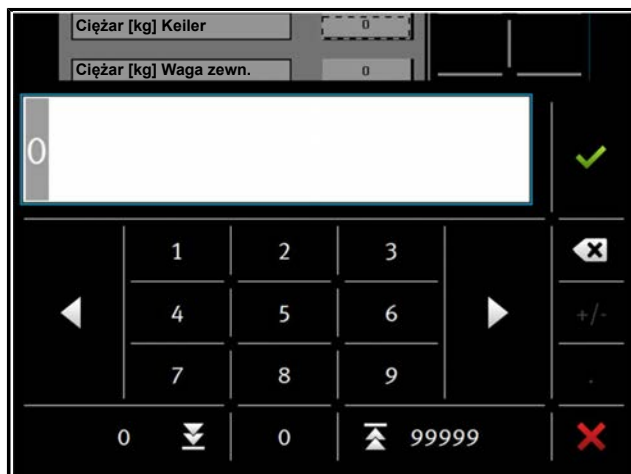 Ciężar [kg] Keiler 0
Ciężar [kg] Waga zewn. 0
0
1 2 3
4 5 6 +/-
7 8 9 .
0 0 99999